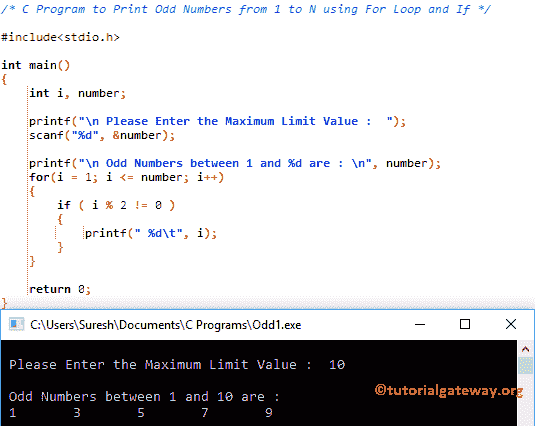 /* C Program to Print Odd Numbers from 1 to N using For Loop and If */
#include<stdio.h>
int main()
{
int i, number;
printf("\n Please Enter the Maximum Limit Value :  ");
scanf("%d", &number);
printf("\n Odd Numbers between 1 and %d are : \n", number);
for(i = 1; i <= number; i++)
{
if ( i % 2 != 0 )
{
printf(" %d\t", i);
}
}
return 0;
}
C:\Users\Suresh\Documents\C Programs\Odd1.exe
Please Enter the Maximum Limit Value :  10
©tutorialgateway.org
Odd Numbers between 1 and 10 are :
1 3 5 7 9